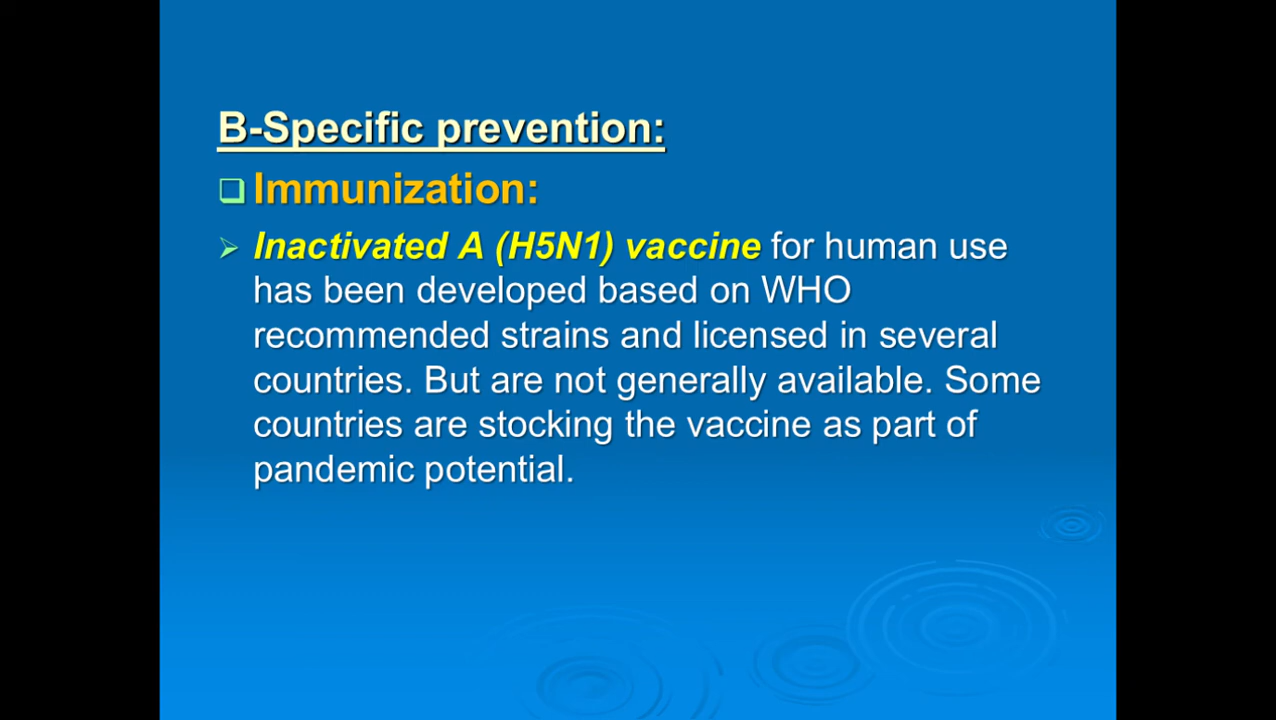 B-Specific prevention:
Immunization:
Inactivated A (H5N1) vaccine for human use
has been developed based on WHO
recommended strains and licensed in several
countries. But are not generally available. Some
countries are stocking the vaccine as part of
pandemic potential.